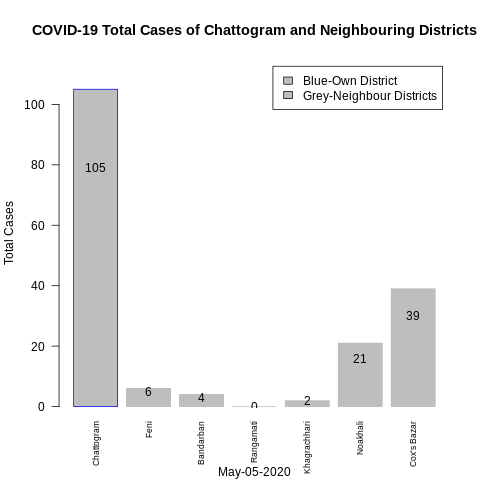 COVID-19 Total Cases of Chattogram and Neighbouring Districts
Blue-Own District
Grey-Neighbour Districts
Total Cases
100
80
60
40
20
0
105
6
4
0
2
21
39
Chattogram
Feni
Bandarban
Rangamati
Khagrachhari
Noakhali
Cox's Bazar
May-05-2020